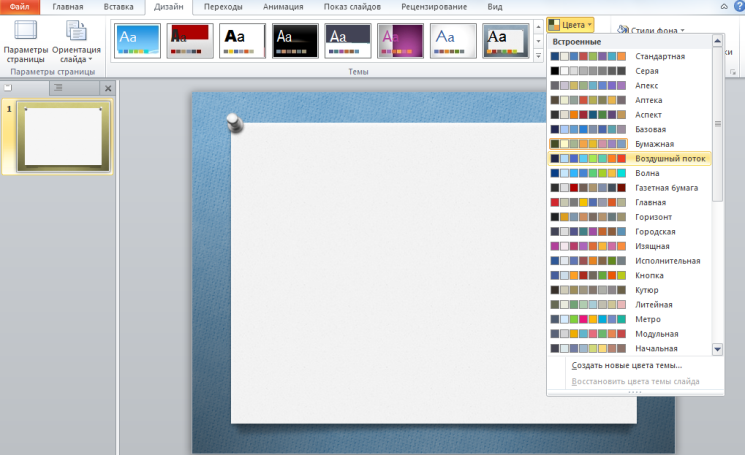 Файл Главная Вставка Дизайн Переходы Анимация Показ слайдов Рецензирование Вид
Параметры страницы
Ориентация слайда
Параметры страницы
Aa Aa Aa Aa Aa Aa Aa Aa
Темы
Цвета
Стили фона
Встроенные
Стандартная
Серая
Апекс
Аптека
Аспект
Базовая
Бумажная
Воздушный поток
Волна
Газетная бумага
Главная
Горизонт
Городская
Изящная
Исполнительная
Кнопка
Кутюр
Литейная
Метро
Модульная
Начальная
Создать новые цвета темы...
Восстановить цвета темы слайда
1